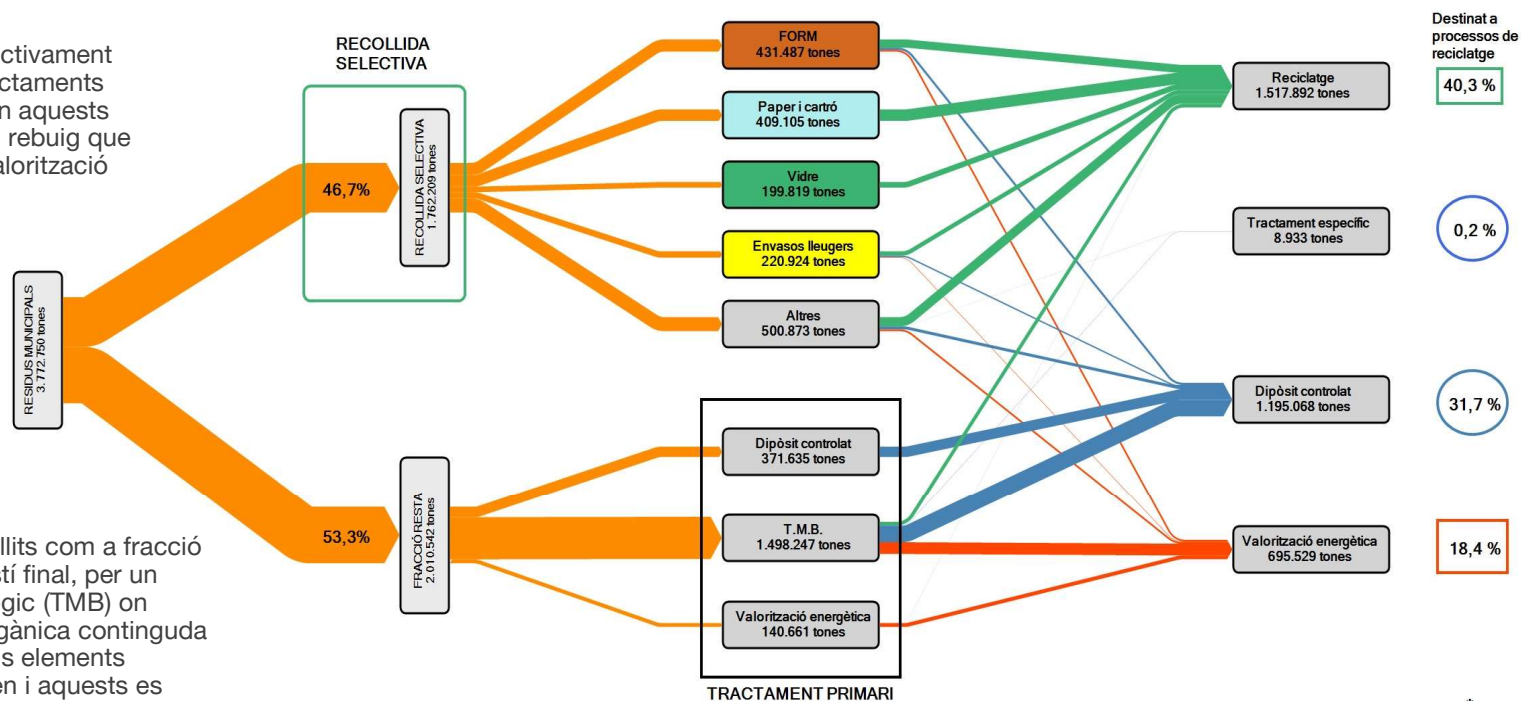 ctivament
ctaments
n aquests
rebuig que
alorització
llits com a fracció
stí final, per un
gic (TMB) on
gànica continguda
s elements
en i aquests es
RESIDUS MUNICIPALS
3.772.750 tones
RECOLLIDA
SELECTIVA
46,7%
RECOLLIDA SELECTIVA
1.762.209 tones
53,3%
FRACCIÓ RESTA
2.010.542 tones
FORM
431.487 tones
Paper i cartró
409.105 tones
Vidre
199.819 tones
Envasos lleugers
220.924 tones
Altres
500.873 tones
Dipòsit controlat
371.635 tones
T.M.B.
1.498.247 tones
Valorització energètica
140.661 tones
TRACTAMENT PRIMARI
Reciclatge
1.517.892 tones
Tractament específic
8.933 tones
Dipòsit controlat
1.195.068 tones
Valorització energètica
695.529 tones
Destinat a
processos de
reciclatge
40,3 %
0,2 %
31,7 %
18,4 %
*